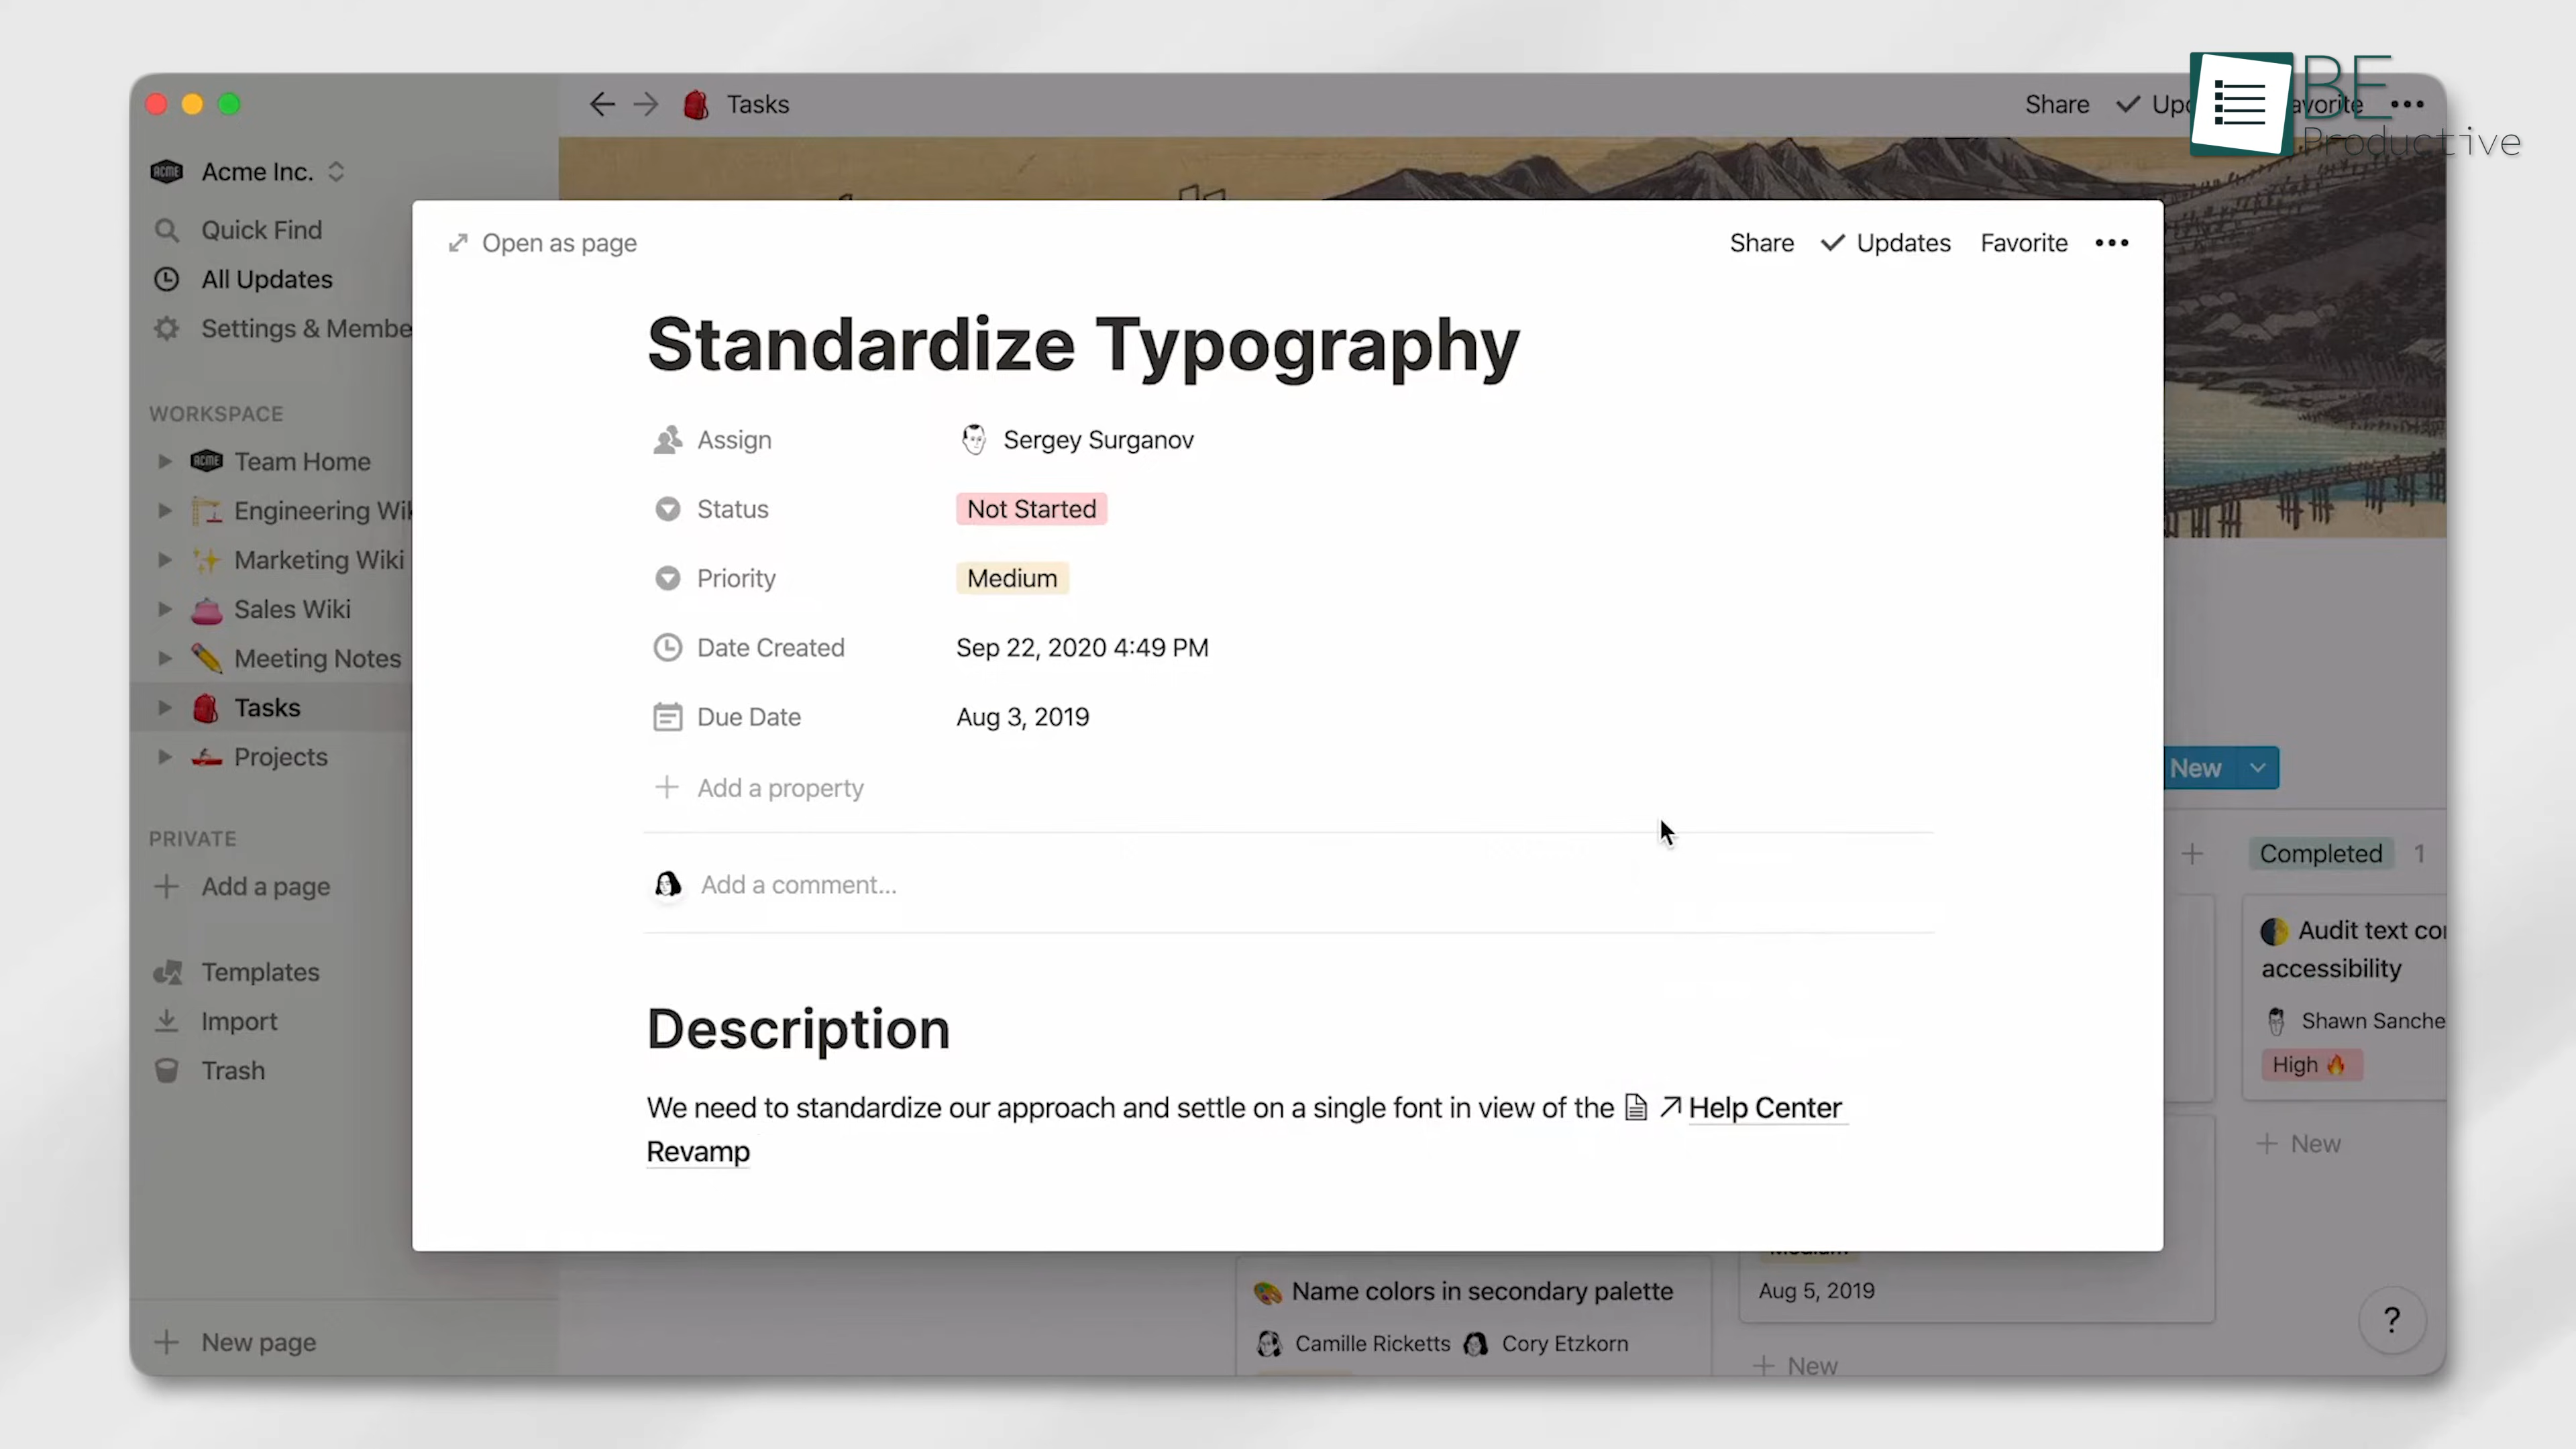 BE
Productive
Tasks
Share
Favorite
Acme Inc.
Quick Find
All Updates
Settings &
WORKSPACE
ACME Team Home
Engineering
Marketing Wiki
Sales Wiki
Meeting Notes
Tasks
Projects
PRIVATE
Add a page
Templates
Import
Trash
New page
Open as page
Share Updates Favorite
Standardize Typography
Assign Sergey Surganov
Status Not Started
Priority Medium
Date Created Sep 22, 2020 4:49 PM
Due Date Aug 3, 2019
Add a property
Add a comment...
Description
We need to standardize our approach and settle on a single font in view of the Help Center
Revamp
New
Completed 1
Audit text
accessibility
Shawn
High
New
Name colors in secondary palette
Camille Ricketts Cory Etzkorn
Aug 5, 2019
New
?